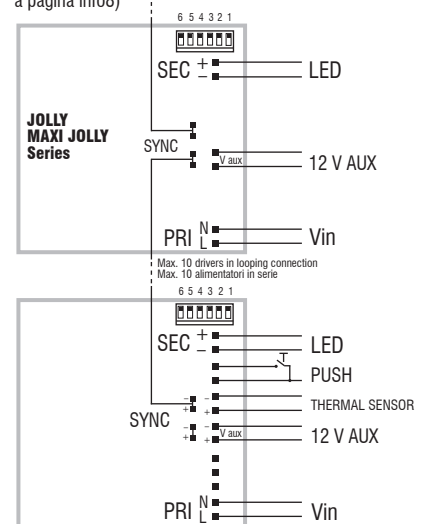 a pagina info8)
6 5 4 3 2 1
SEC + −
LED
JOLLY
MAXI JOLLY
Series
SYNC
V aux
12 V AUX
PRI N L
Vin
Max. 10 drivers in looping connection
Max. 10 alimentatori in serie
6 5 4 3 2 1
SEC + −
LED
PUSH
− + − +
THERMAL SENSOR
SYNC
− + − +
V aux
12 V AUX
PRI N L
Vin